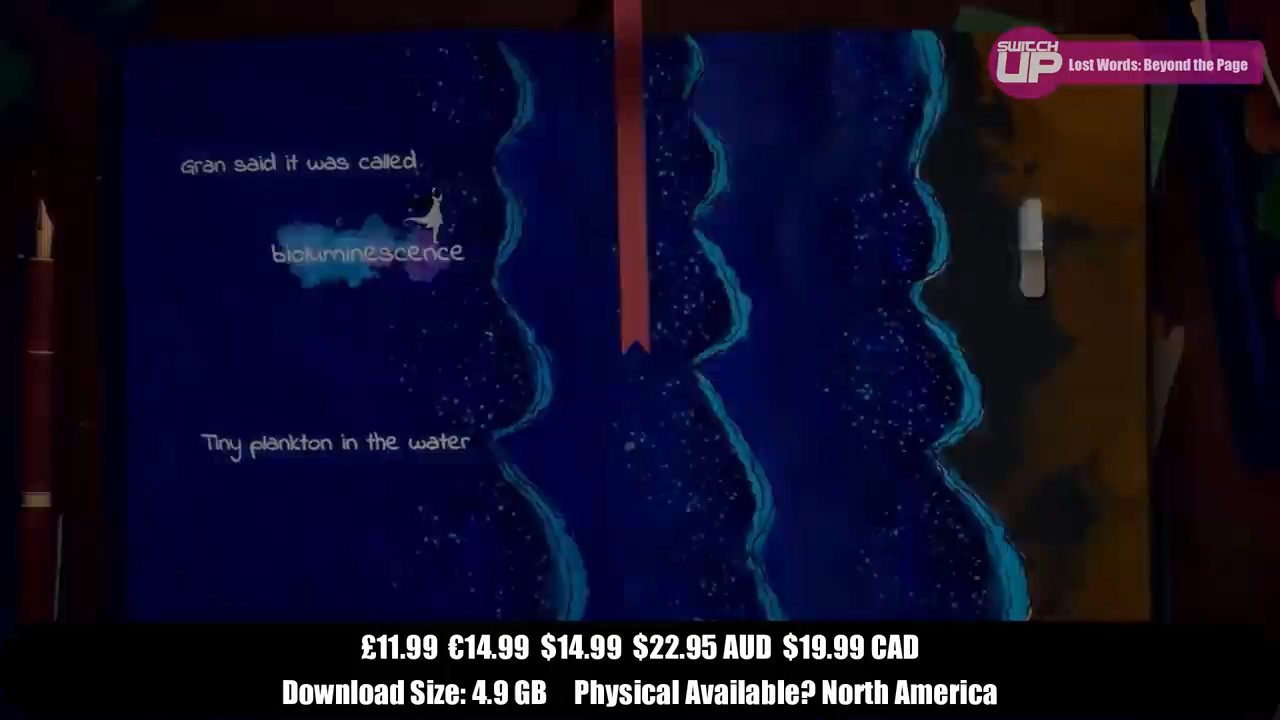 SWITCH
UP
Lost Words: Beyond the Page
Gran said it was called
bioluminescence
Tiny plankton in the water
£11.99 €14.99 $14.99 $22.95 AUD $19.99 CAD
Download Size: 4.9 GB Physical Available? North America